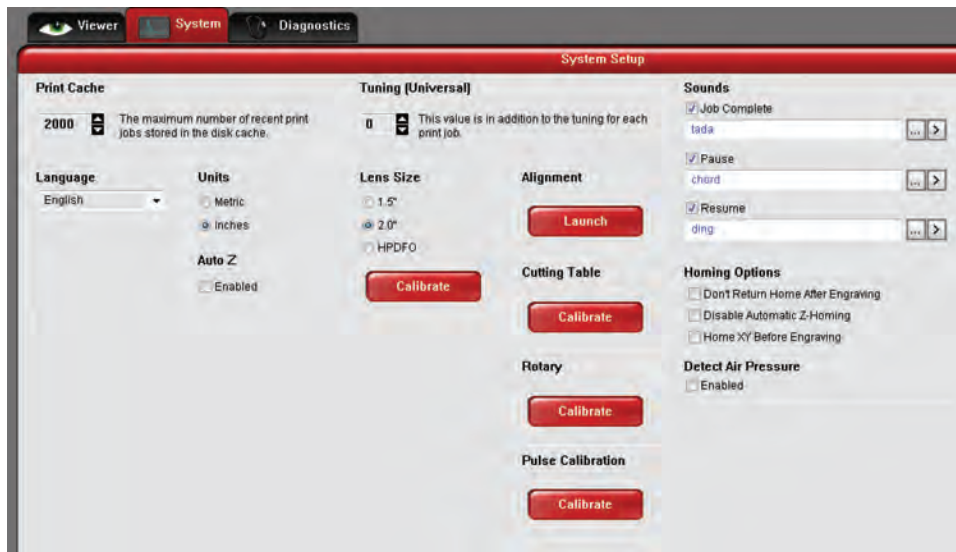 Viewer
System
Diagnostics
System Setup
Print Cache
2000
The maximum number of recent print
jobs stored in the disk cache.
Language
English
Units
Metric
Inches
Auto Z
Enabled
Tuning (Universal)
0
This value is in addition to the tuning for each
print job.
Lens Size
1.5"
2.0"
HPDFO
Calibrate
Alignment
Launch
Cutting Table
Calibrate
Rotary
Calibrate
Pulse Calibration
Calibrate
Sounds
Job Complete
tada
... >
Pause
chord
... >
Resume
ding
... >
Homing Options
Don't Return Home After Engraving
Disable Automatic Z-Homing
Home XY Before Engraving
Detect Air Pressure
Enabled